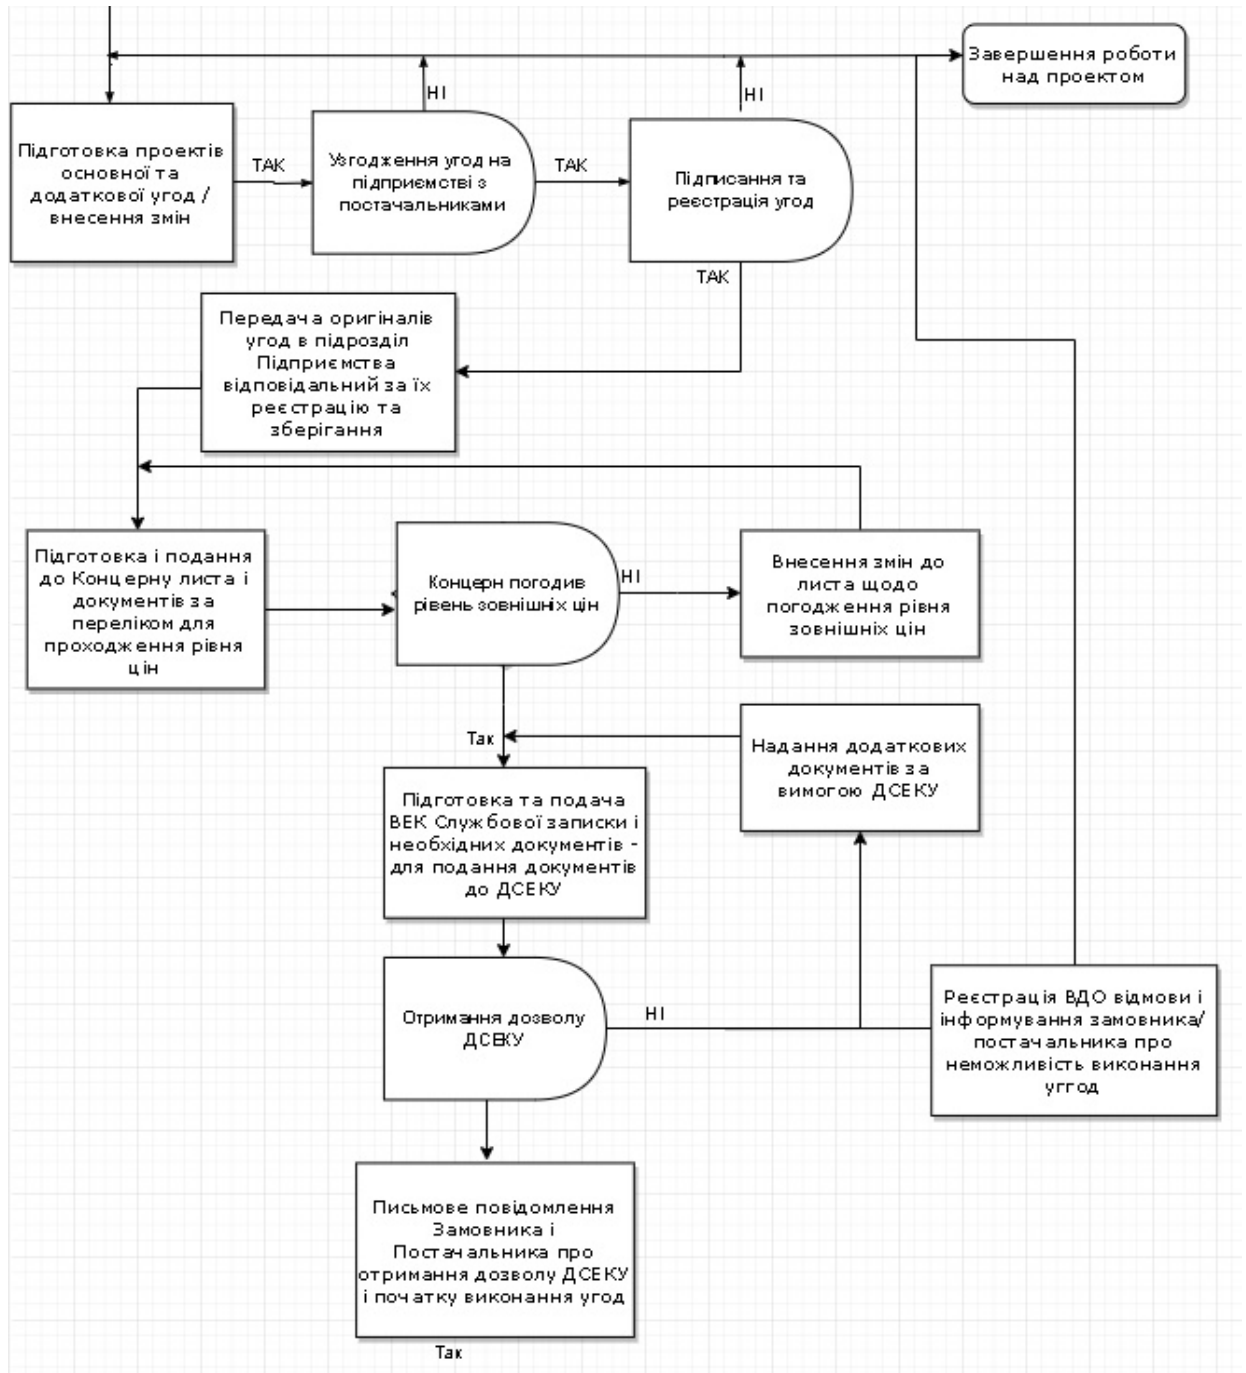 Завершення роботи
над проектом
НІ
НІ
Підготовка проектів
основної та
додаткової угод /
внесення змін
ТАК
Узгодження угод на
підприємстві з
постачальниками
ТАК
Підписання та
реєстрація угод
ТАК
Передача оригіналів
угод в підрозділ
Підприємства
відповідальний за їх
реєстрацію та
зберігання
Підготовка і подання
до Концерну листа і
документів за
переліком для
проходження рівня
цін
Концерн погодив
рівень зовнішніх цін
НІ
Внесення змін до
листа щодо
погодження рівня
зовнішніх цін
Так
Надання додаткових
документів за
вимогою ДСЕКУ
Підготовка та подача
ВЕК Службової записки і
необхідних документів -
для подання документів
до ДСЕКУ
Отримання дозволу
ДСЕКУ
НІ
Реєстрація ВДО відмови і
інформування замовника/
постачальника про
неможливість виконання
уггод
Письмове повідомлення
Замовника і
Постачальника про
отримання дозволу ДСЕКУ
і початку виконання угод
Так